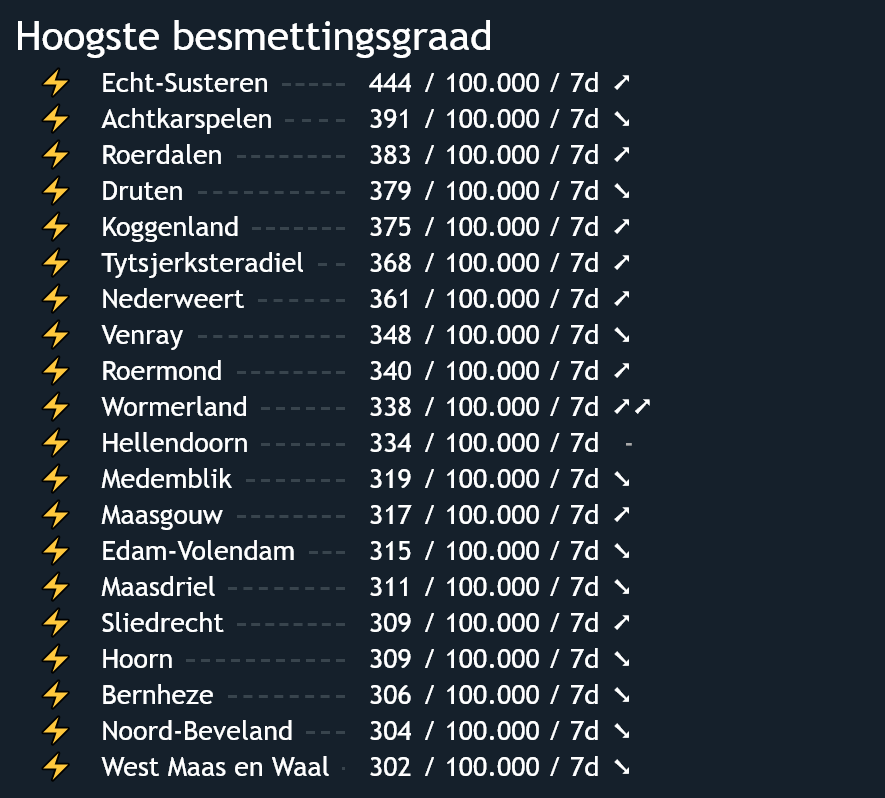 Hoogste besmettingsgraad
⚡ Echt-Susteren ----- 444 / 100.000 / 7d ➚
⚡ Achtkarspelen ---- 391 / 100.000 / 7d ➘
⚡ Roerdalen -------- 383 / 100.000 / 7d ➚
⚡ Druten ----------- 379 / 100.000 / 7d ➘
⚡ Koggenland ------- 375 / 100.000 / 7d ➚
⚡ Tytsjerksteradiel -- 368 / 100.000 / 7d ➚
⚡ Nederweert ------ 361 / 100.000 / 7d ➚
⚡ Venray ----------- 348 / 100.000 / 7d ➘
⚡ Roermond -------- 340 / 100.000 / 7d ➚
⚡ Wormerland ------ 338 / 100.000 / 7d ➚➚
⚡ Hellendoorn ------ 334 / 100.000 / 7d -
⚡ Medemblik ------- 319 / 100.000 / 7d ➘
⚡ Maasgouw -------- 317 / 100.000 / 7d ➚
⚡ Edam-Volendam --- 315 / 100.000 / 7d ➘
⚡ Maasdriel -------- 311 / 100.000 / 7d ➘
⚡ Sliedrecht -------- 309 / 100.000 / 7d ➚
⚡ Hoorn ------------ 309 / 100.000 / 7d ➘
⚡ Bernheze -------- 306 / 100.000 / 7d ➘
⚡ Noord-Beveland --- 304 / 100.000 / 7d ➘
⚡ West Maas en Waal - 302 / 100.000 / 7d ➘